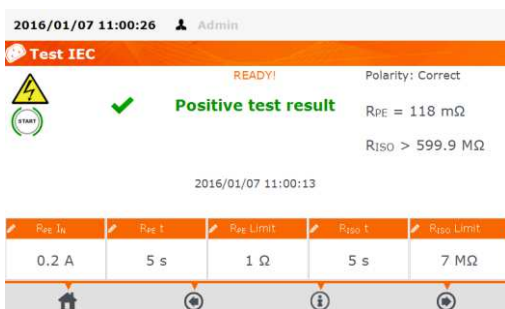 2016/01/07 11:00:26 Admin
Test IEC
READY!
Polarity: Correct
Positive test result
RPE = 118 mΩ
START
RISO > 599.9 MΩ
2016/01/07 11:00:13
RPE IN RPE t RPE Limit RISO t RISO Limit
0.2 A 5 s 1 Ω 5 s 7 MΩ